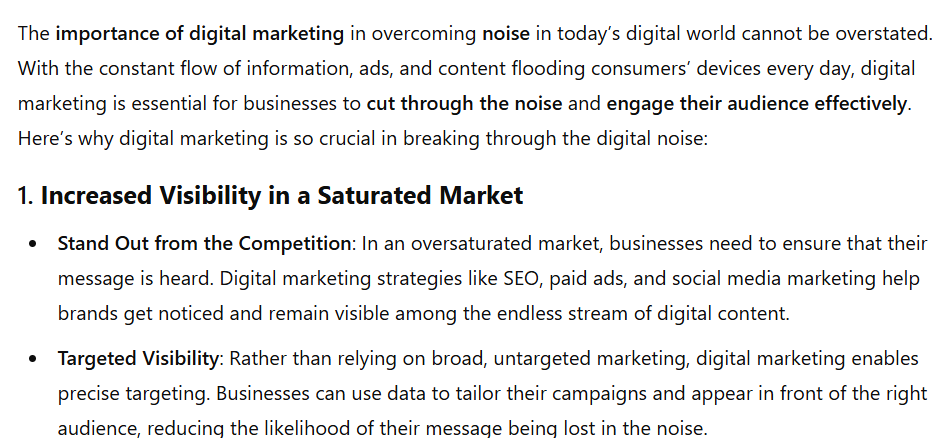 The importance of digital marketing in overcoming noise in today’s digital world cannot be overstated.
With the constant flow of information, ads, and content flooding consumers’ devices every day, digital
marketing is essential for businesses to cut through the noise and engage their audience effectively.
Here’s why digital marketing is so crucial in breaking through the digital noise:
1. Increased Visibility in a Saturated Market
• Stand Out from the Competition: In an oversaturated market, businesses need to ensure that their
message is heard. Digital marketing strategies like SEO, paid ads, and social media marketing help
brands get noticed and remain visible among the endless stream of digital content.
• Targeted Visibility: Rather than relying on broad, untargeted marketing, digital marketing enables
precise targeting. Businesses can use data to tailor their campaigns and appear in front of the right
audience, reducing the likelihood of their message being lost in the noise.